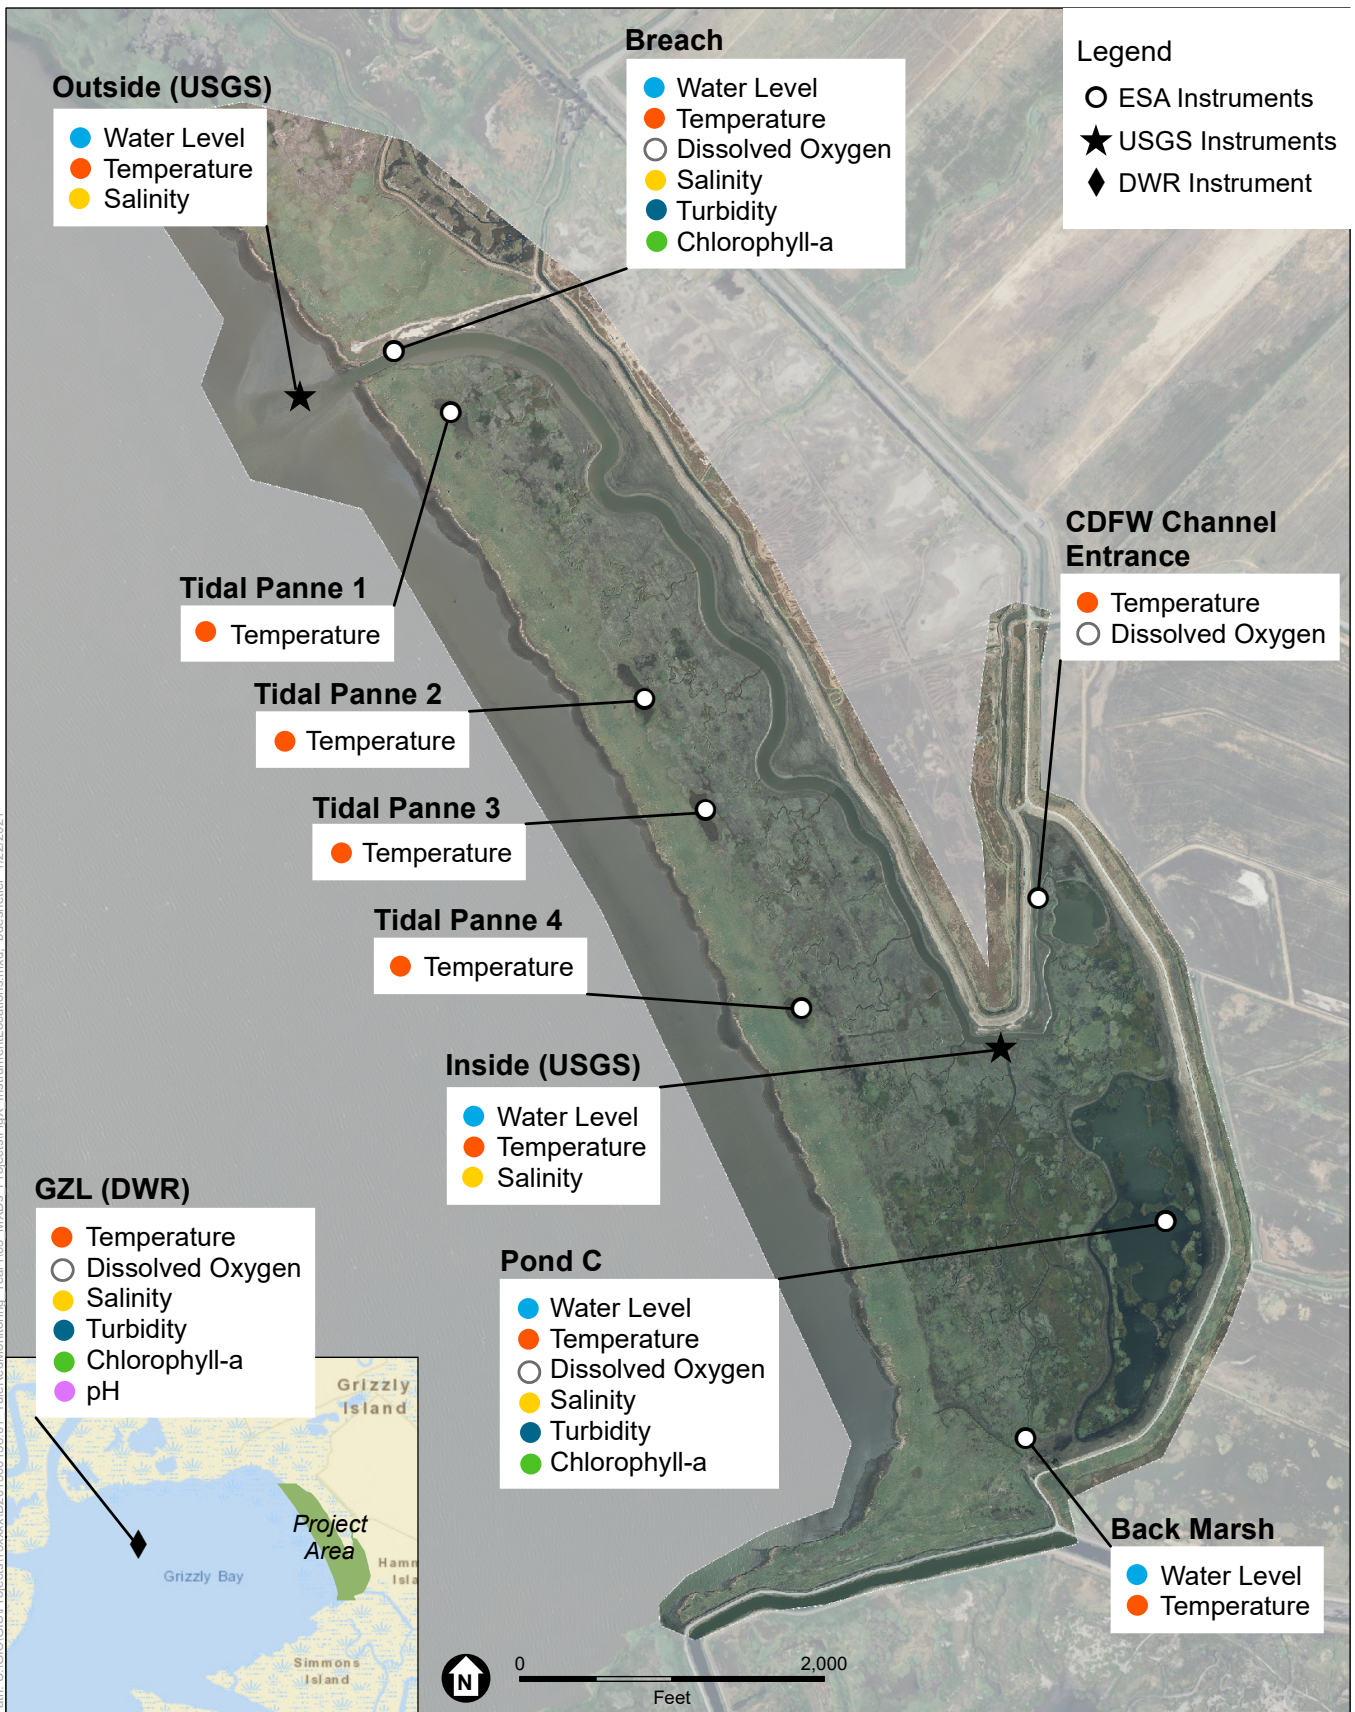 Breach
Water Level
Temperature
Dissolved Oxygen
Salinity
Turbidity
Chlorophyll-a
Legend
ESA Instruments
USGS Instruments
DWR Instrument
Outside (USGS)
Water Level
Temperature
Salinity
CDFW Channel
Entrance
Temperature
Dissolved Oxygen
Tidal Panne 1
Temperature
Tidal Panne 2
Temperature
Tidal Panne 3
Temperature
Tidal Panne 4
Temperature
Inside (USGS)
Water Level
Temperature
Salinity
GZL (DWR)
Temperature
Dissolved Oxygen
Salinity
Turbidity
Chlorophyll-a
pH
Pond C
Water Level
Temperature
Dissolved Oxygen
Salinity
Turbidity
Chlorophyll-a
Back Marsh
Water Level
Temperature
Grizzly
Island
Project
Area
Grizzly Bay
Hamm
Isla
Simmons
Island
N
0 2,000
Feet